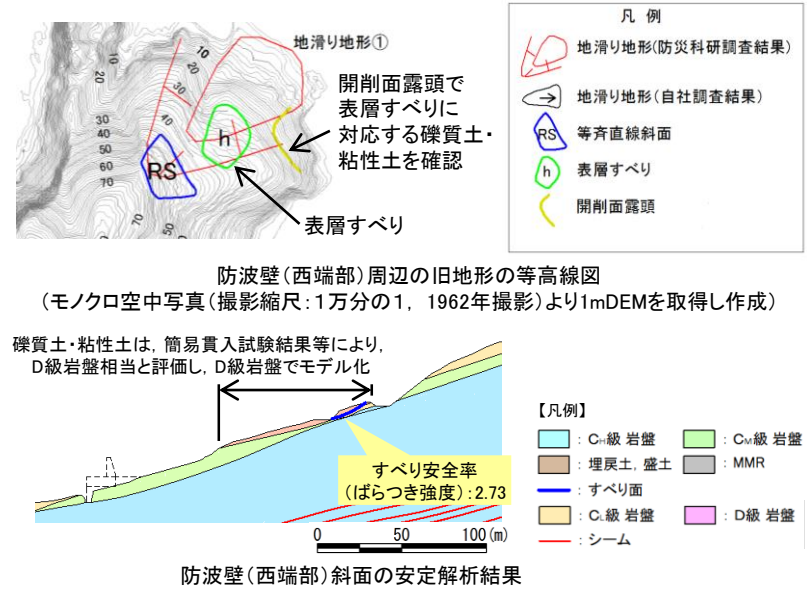 地滑り地形①
10
20
10
20
30
40
30
40
50
60
70
RS
h
70
50
開削面露頭で
表層すべりに
対応する礫質土・
粘性土を確認
表層すべり
凡 例
地滑り地形(防災科研調査結果)
地滑り地形(自社調査結果)
RS
等斉直線斜面
h
表層すべり
開削面露頭
防波壁(西端部)周辺の旧地形の等高線図
(モノクロ空中写真(撮影縮尺:1万分の1, 1962年撮影)より1mDEMを取得し作成)
礫質土・粘性土は,簡易貫入試験結果等により,
D級岩盤相当と評価し,D級岩盤でモデル化
すべり安全率
(ばらつき強度):2.73
0 50 100(m)
【凡例】
:CH級 岩盤
:CM級 岩盤
:埋戻土,盛土
:MMR
:すべり面
:CL級 岩盤
:D級 岩盤
:シーム
防波壁(西端部)斜面の安定解析結果